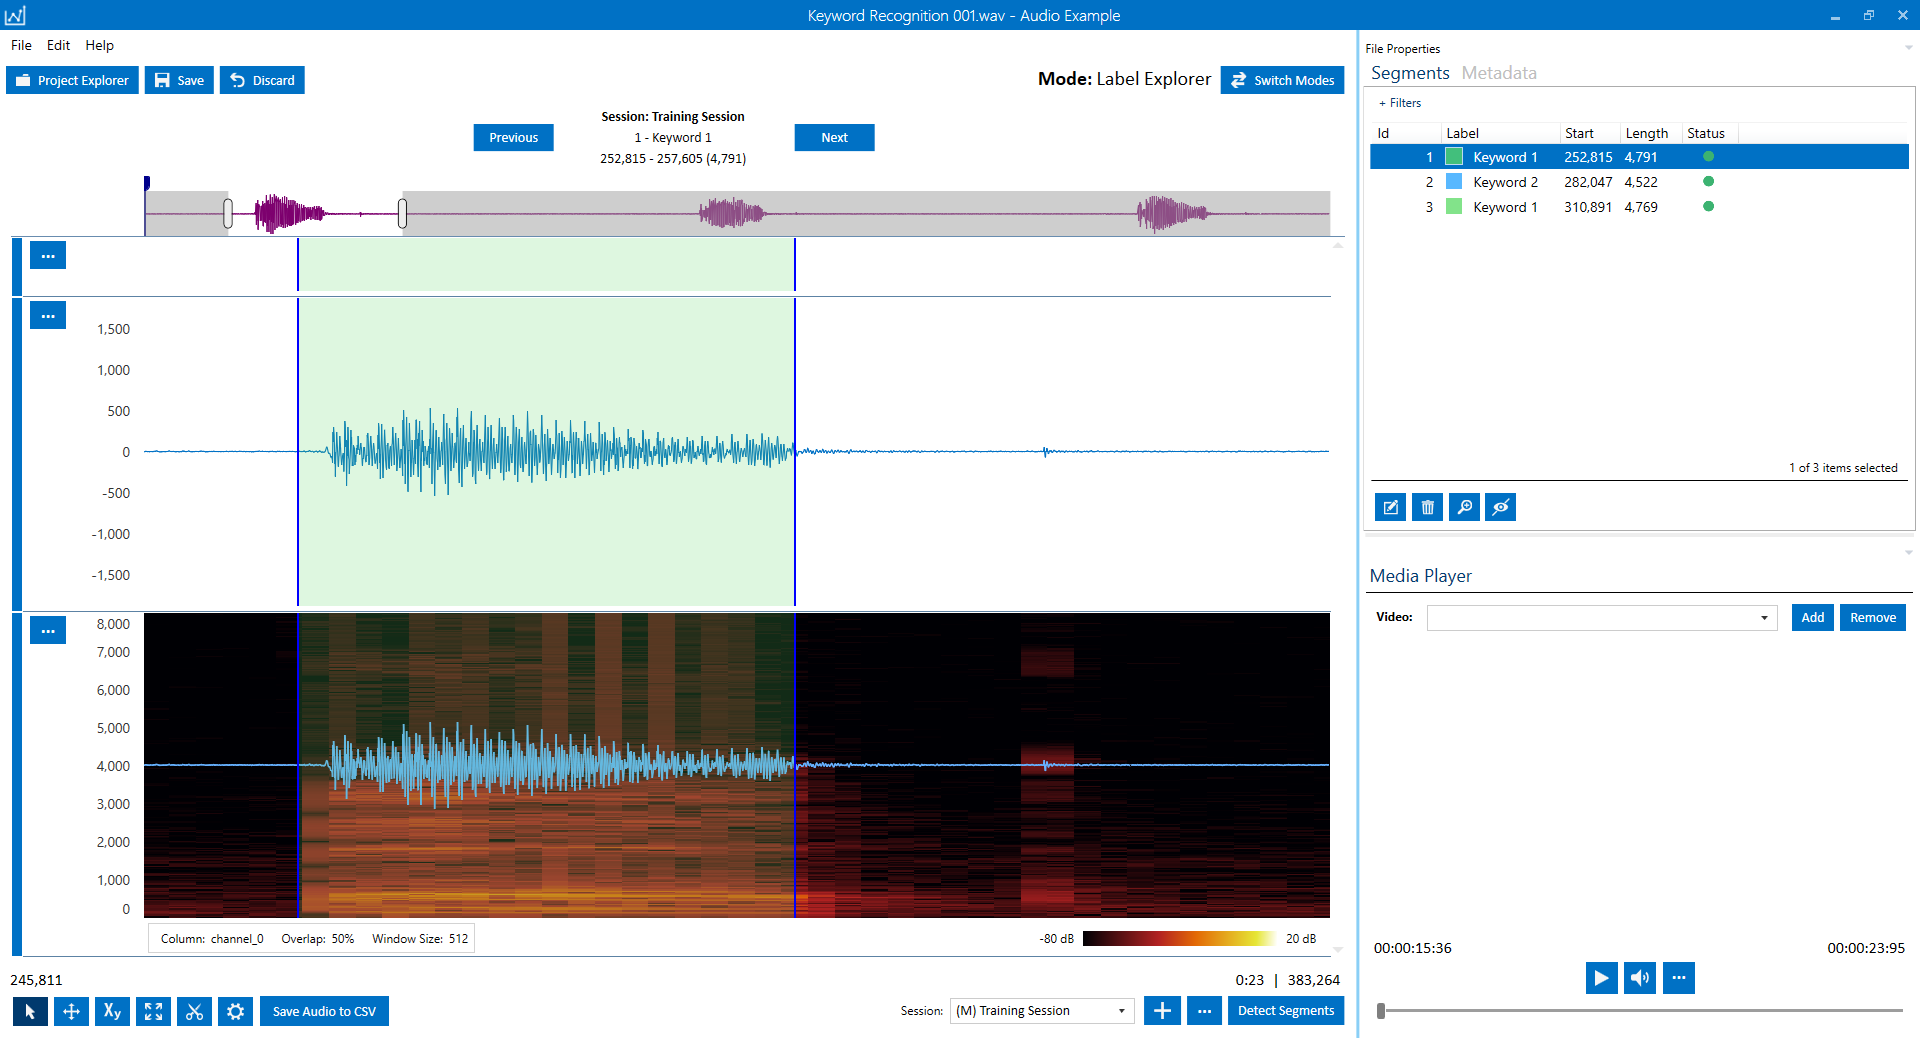 Keyword Recognition 001.wav - Audio Example
File Edit Help
Project Explorer Save Discard
Mode: Label Explorer Switch Modes
Session: Training Session
Previous 1 - Keyword 1 Next
252,815 - 257,605 (4,791)
...
...
1,500
1,000
500
0
-500
-1,000
-1,500
...
8,000
7,000
6,000
5,000
4,000
3,000
2,000
1,000
0
Column: channel_0 Overlap: 50% Window Size: 512
-80 dB 20 dB
245,811 0:23 | 383,264
Xy Save Audio to CSV
Session: (M) Training Session + ... Detect Segments
File Properties
Segments Metadata
+ Filters
Id Label Start Length Status
1 Keyword 1 252,815 4,791
2 Keyword 2 282,047 4,522
3 Keyword 1 310,891 4,769
1 of 3 items selected
Media Player
Video: Add Remove
00:00:15:36 00:00:23:95
...